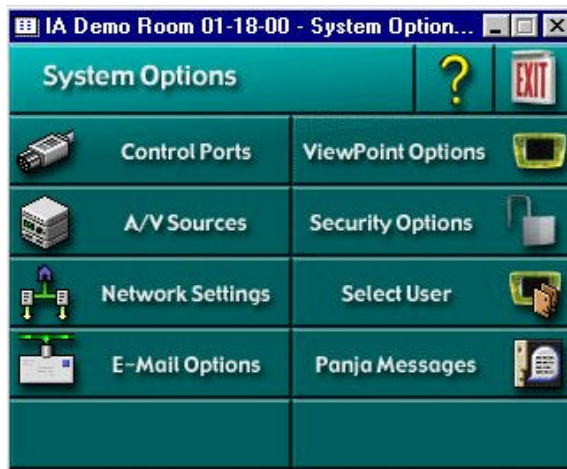 IA Demo Room 01-18-00 - System Option...
System Options
?
EXIT
Control Ports
ViewPoint Options
A/V Sources
Security Options
Network Settings
Select User
E-Mail Options
Panja Messages